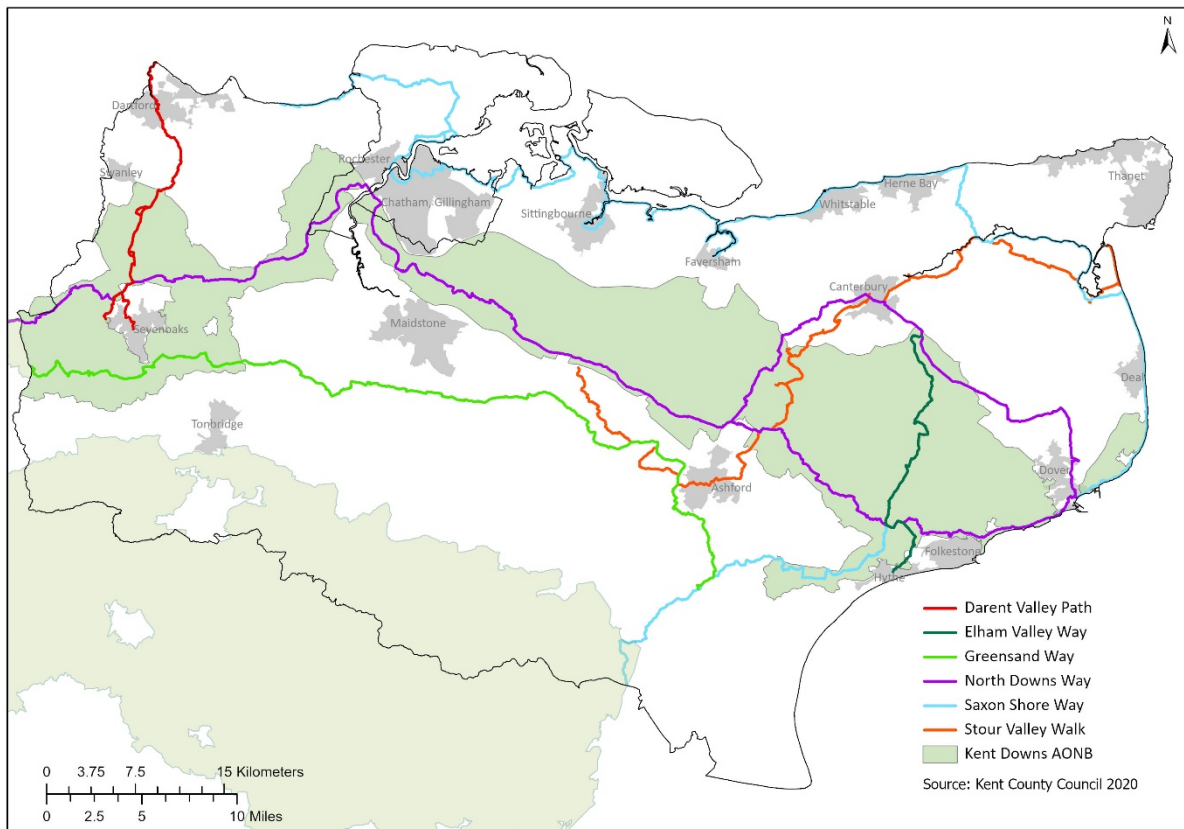 N
Dartford
Swanley
Rochester
Chatham, Gillingham
Sittingbourne
Faversham
Whitstable
Herne Bay
Thanet
Canterbury
Sevenoaks
Maidstone
Deal
Tonbridge
Ashford
Dover
Folkestone
Hythe
Darent Valley Path
Elham Valley Way
Greensand Way
North Downs Way
Saxon Shore Way
Stour Valley Walk
Kent Downs AONB
Source: Kent County Council 2020
0 3.75 7.5 15 Kilometers
0 2.5 5 10 Miles